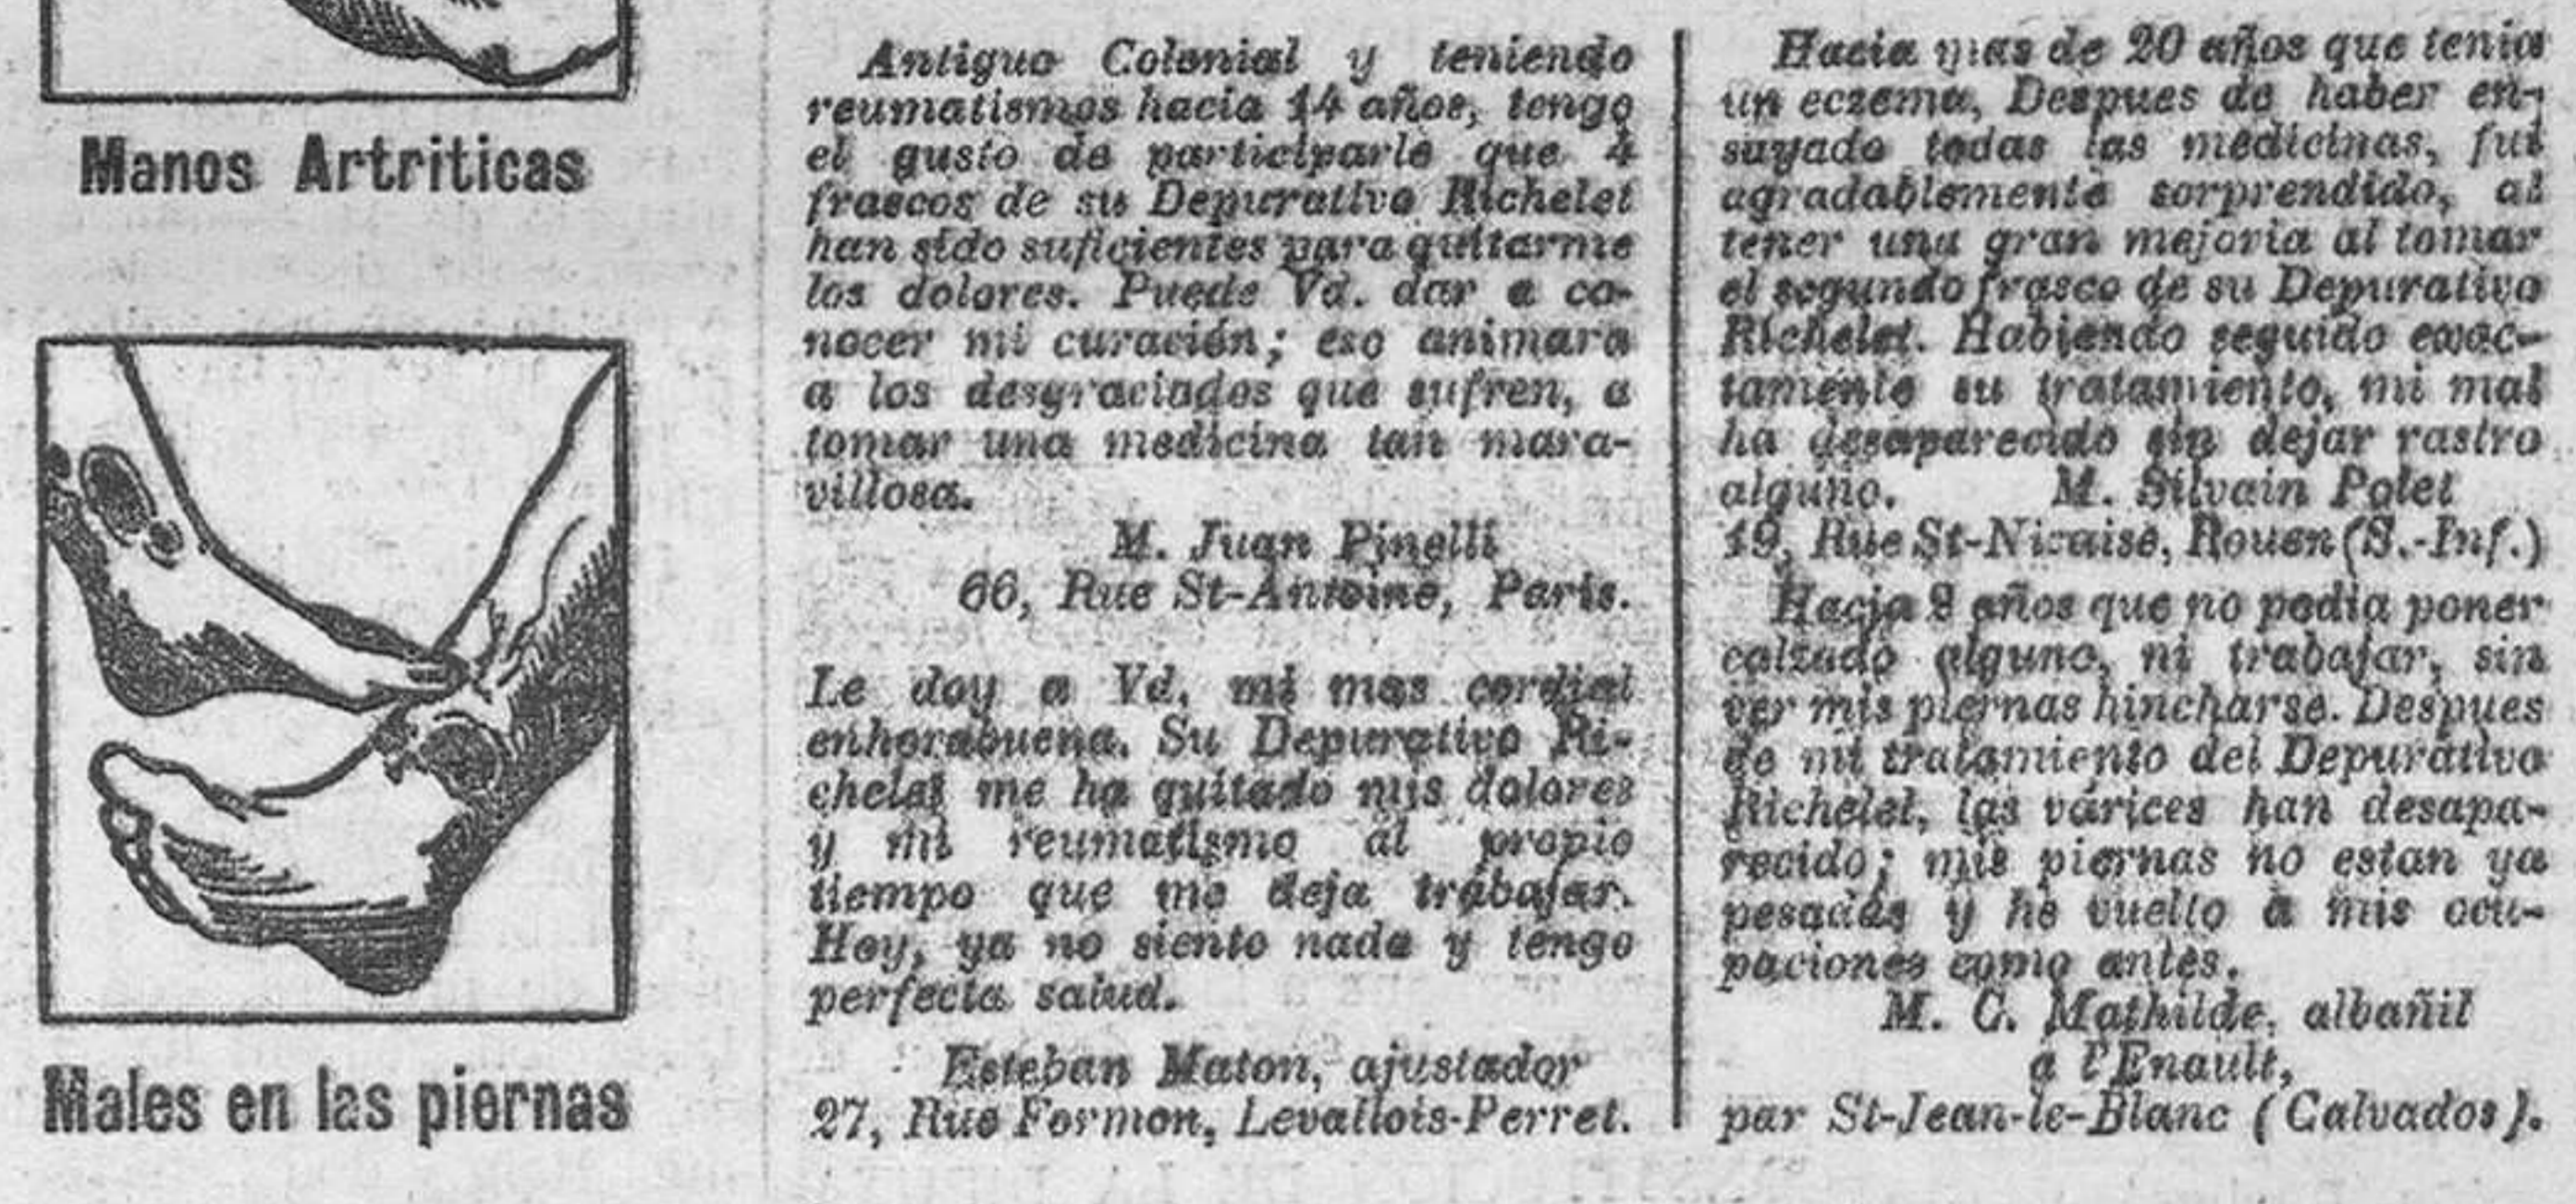 Manos Artriticas
Males en las piernas
Antiguo Colonial y teniendo
reumatismos hacia 14 años, tengo
el gusto de participarle que 4
frascos de su Depurativo Richelet
han sido suficientes para quitarme
los dolores. Puede Vd. dar a co-
nocer mi curación; eso animara
a los desgraciados que sufren, a
tomar una medicina tan mara-
villosa.
M. Juan Pinelli
66, Rue St-Antoine, Paris.
Le doy a Vd. mi mas cordial
enhorabuena. Su Depurativo Ri-
chelet me ha quitado mis dolores
y mi reumatismo al propio
tiempo que me deja trabajar.
Hoy, ya no siento nada y tengo
perfecta salud.
Esteban Maton, ajustador
27, Rue Formon, Levallois-Perret.
Hacia mas de 20 años que tenia
un eczema, Despues de haber en-
sayado todas las medicinas, fui
agradablemente sorprendido, al
tener una gran mejoria al tomar
el segundo frasco de su Depurativo
Richelet. Habiendo seguido exac-
tamente su tratamiento, mi mal
ha desaparecido sin dejar rastro
alguno. M. Silvain Polet
19, Rue St-Nicaise, Rouen (S.-Inf.)
Hacia 8 años que no podia poner
calzado alguno, ni trabajar, sin
ver mis piernas hincharse. Despues
de mi tratamiento del Depurativo
Richelet, las várices han desapa-
recido; mis piernas no estan ya
pesadas y he vuelto a mis ocu-
paciones como antes.
M. C. Mathilde, albañil
a l'Enault,
par St-Jean-le-Blanc (Calvados).